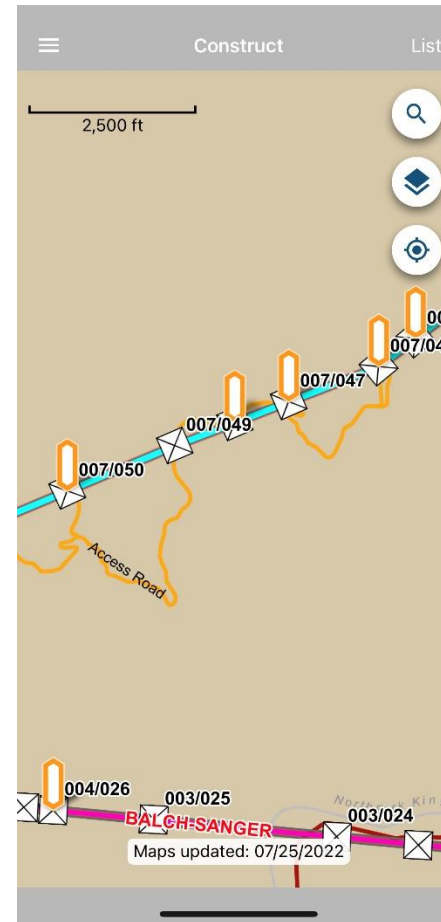 Construct
List
2,500 ft
007/04
007/047
007/049
007/050
Access Road
004/026
003/025
003/024
BALCH-SANGER
Maps updated: 07/25/2022